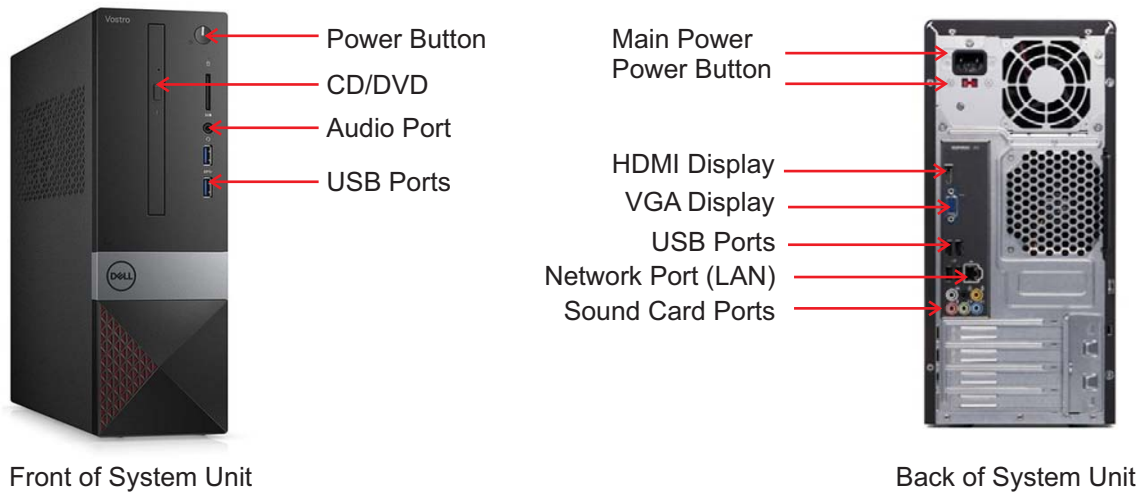 Vostro
Power Button
CD/DVD
Audio Port
USB Ports
DELL
Front of System Unit
Main Power
Power Button
HDMI Display
VGA Display
USB Ports
Network Port (LAN)
Sound Card Ports
Back of System Unit